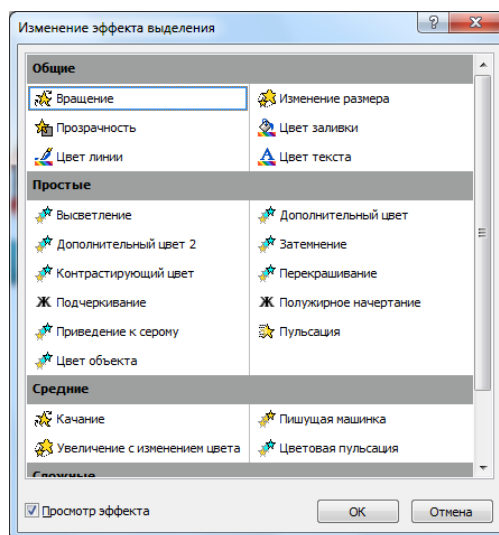 Изменение эффекта выделения
Общие
Вращение Изменение размера
Прозрачность Цвет заливки
Цвет линии Цвет текста
Простые
Высветление Дополнительный цвет
Дополнительный цвет 2 Затемнение
Контрастирующий цвет Перекрашивание
Ж Подчеркивание Ж Полужирное начертание
Приведение к серому Пульсация
Цвет объекта
Средние
Качание Пишущая машинка
Увеличение с изменением цвета Цветовая пульсация
Сложные
Просмотр эффекта ОК Отмена